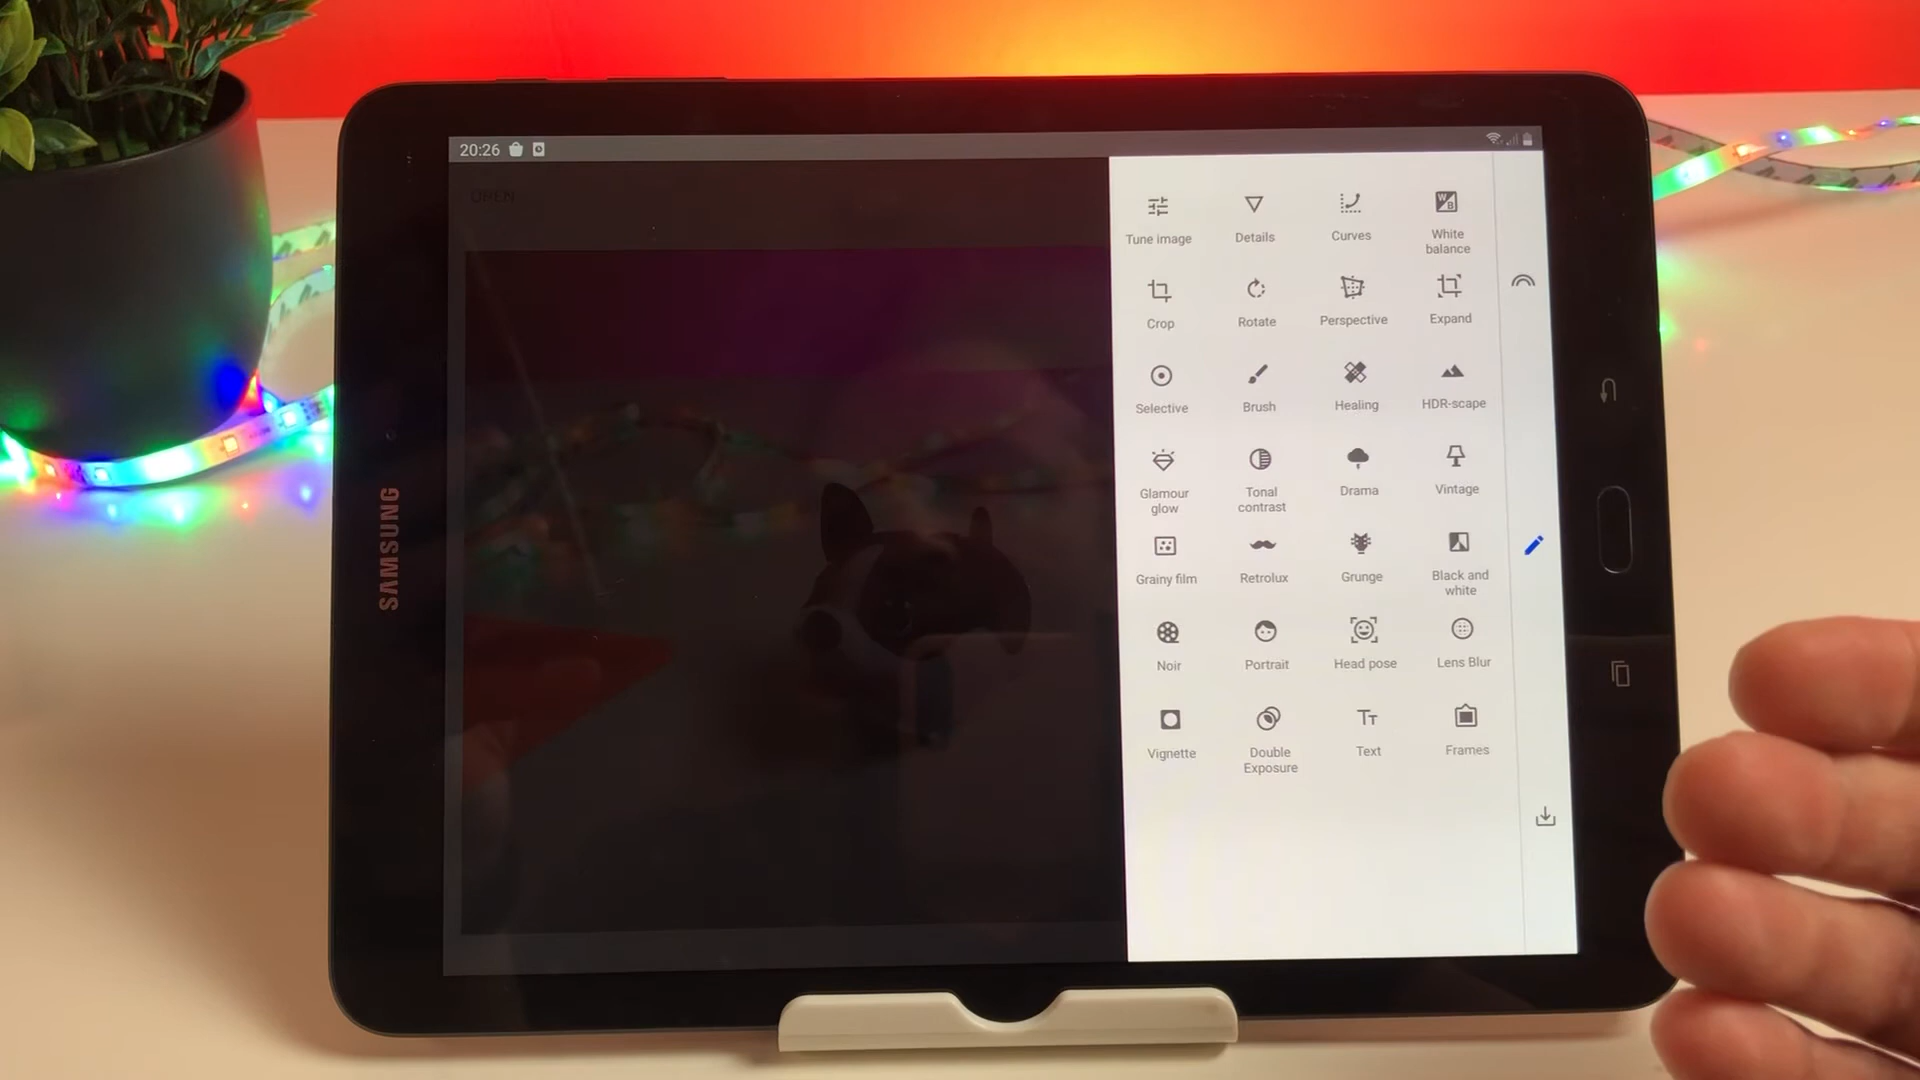 20:26
OPEN
Tune image
Details
Curves
White
balance
Crop
Rotate
Perspective
Expand
Selective
Brush
Healing
HDR-scape
Glamour
glow
Tonal
contrast
Drama
Vintage
Grainy film
Retrolux
Grunge
Black and
white
Noir
Portrait
Head pose
Lens Blur
Vignette
Double
Exposure
Text
Frames
SAMSUNG